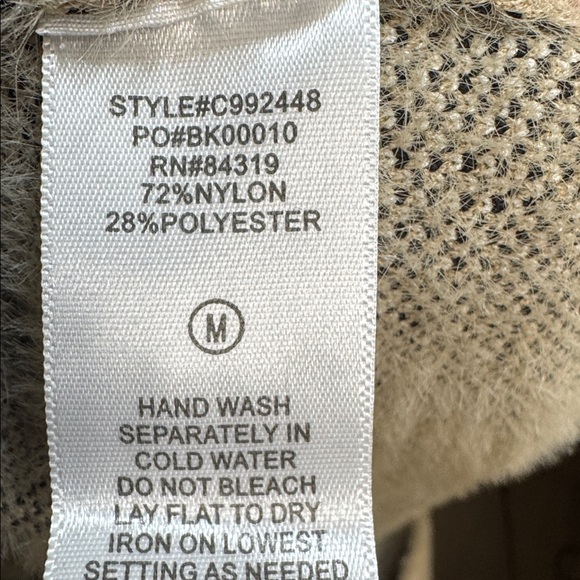 STYLE#C992448
PO#BK00010
RN#84319
72%NYLON
28%POLYESTER
M
HAND WASH
SEPARATELY IN
COLD WATER
DO NOT BLEACH
LAY FLAT TO DRY
IRON ON LOWEST
SETTING AS NEEDED